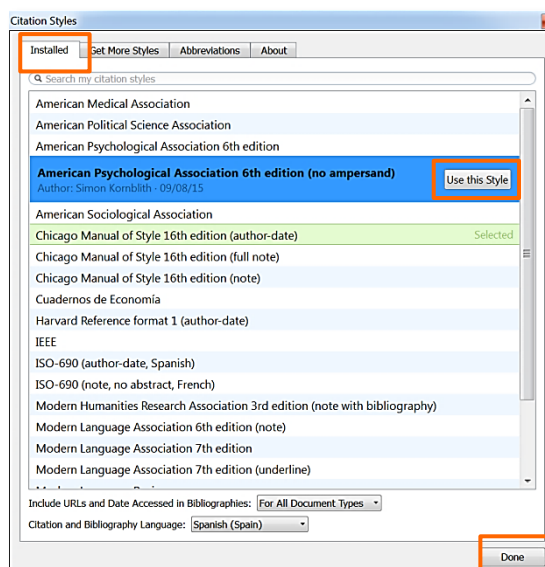 Citation Styles
Installed Get More Styles Abbreviations About
Search my citation styles
American Medical Association
American Political Science Association
American Psychological Association 6th edition
American Psychological Association 6th edition (no ampersand)
Author: Simon Kornblith - 09/08/15
Use this Style
American Sociological Association
Chicago Manual of Style 16th edition (author-date) Selected
Chicago Manual of Style 16th edition (full note)
Chicago Manual of Style 16th edition (note)
Cuadernos de Economía
Harvard Reference format 1 (author-date)
IEEE
ISO-690 (author-date, Spanish)
ISO-690 (note, no abstract, French)
Modern Humanities Research Association 3rd edition (note with bibliography)
Modern Language Association 6th edition (note)
Modern Language Association 7th edition
Modern Language Association 7th edition (underline)
Include URLs and Date Accessed in Bibliographies: For All Document Types
Citation and Bibliography Language: Spanish (Spain)
Done